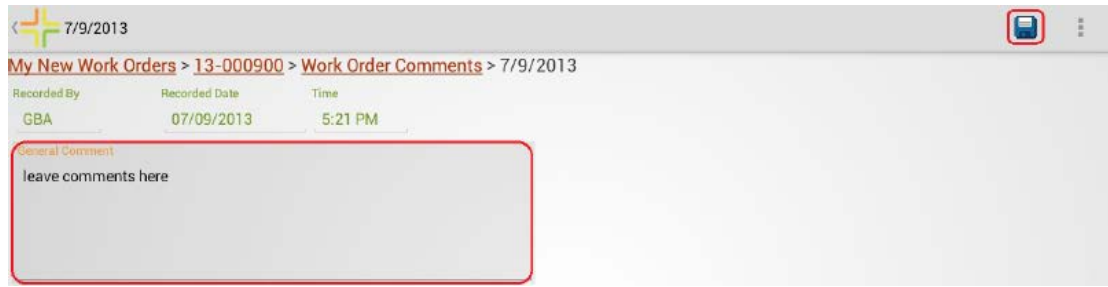 7/9/2013
My New Work Orders > 13-000900 > Work Order Comments > 7/9/2013
Recorded By Recorded Date Time
GBA 07/09/2013 5:21 PM
General Comment
leave comments here